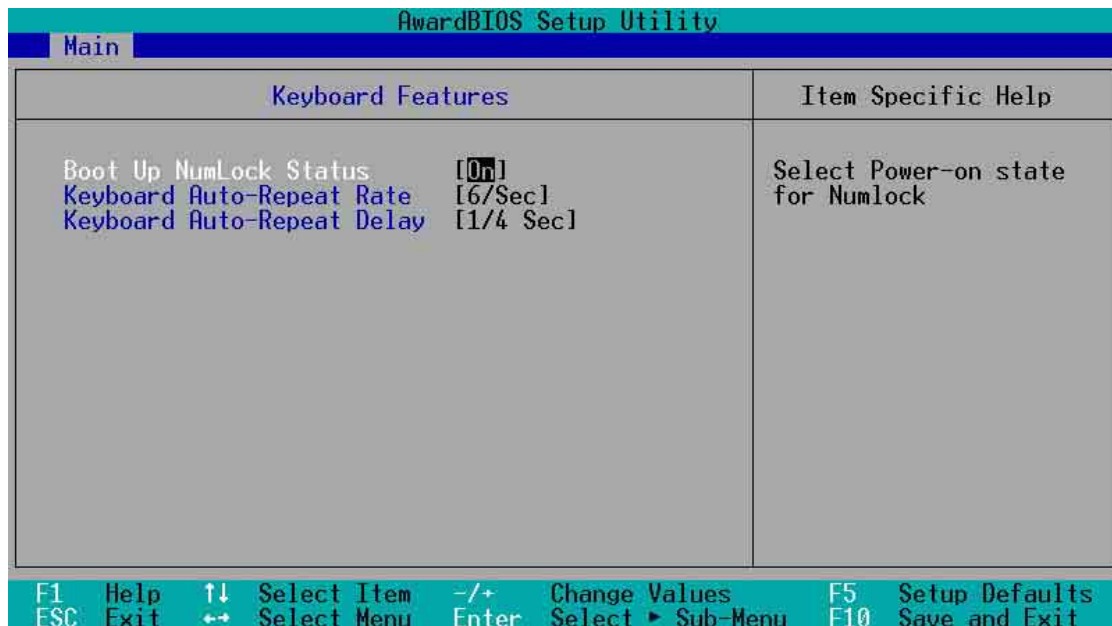 AwardBIOS Setup Utility
Main
Keyboard Features
Item Specific Help
Boot Up NumLock Status [On]
Keyboard Auto-Repeat Rate [6/Sec]
Keyboard Auto-Repeat Delay [1/4 Sec]
Select Power-on state
for Numlock
F1 Help ↑↓ Select Item -/+ Change Values F5 Setup Defaults
ESC Exit ←→ Select Menu Enter Select ► Sub-Menu F10 Save and Exit